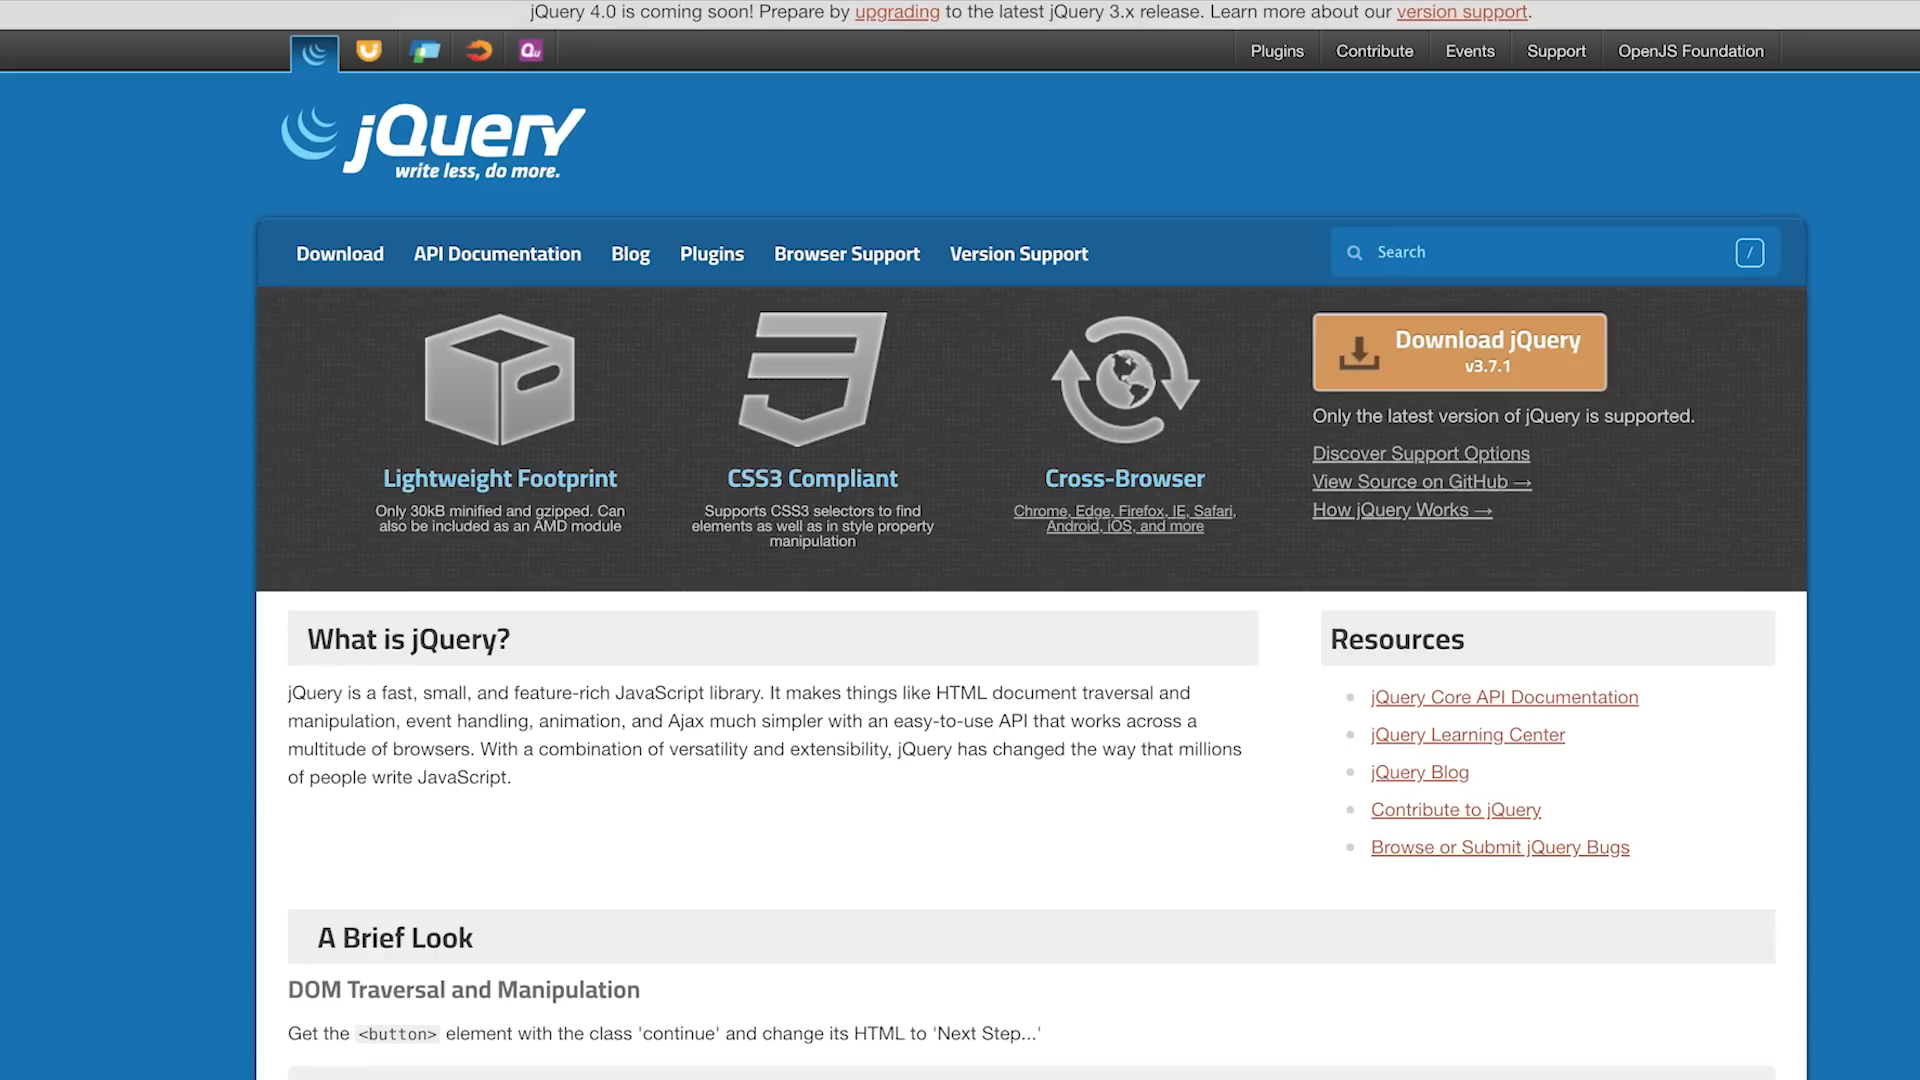 jQuery 4.0 is coming soon! Prepare by upgrading to the latest jQuery 3.x release. Learn more about our version support.
Plugins Contribute Events Support OpenJS Foundation
jQuery
write less, do more.
Download API Documentation Blog Plugins Browser Support Version Support Search /
Lightweight Footprint
Only 30kB minified and gzipped. Can
also be included as an AMD module
CSS3 Compliant
Supports CSS3 selectors to find
elements as well as in style property
manipulation
Cross-Browser
Chrome, Edge, Firefox, IE, Safari,
Android, iOS, and more
Download jQuery
v3.7.1
Only the latest version of jQuery is supported.
Discover Support Options
View Source on GitHub →
How jQuery Works →
What is jQuery?
jQuery is a fast, small, and feature-rich JavaScript library. It makes things like HTML document traversal and
manipulation, event handling, animation, and Ajax much simpler with an easy-to-use API that works across a
multitude of browsers. With a combination of versatility and extensibility, jQuery has changed the way that millions
of people write JavaScript.
Resources
jQuery Core API Documentation
jQuery Learning Center
jQuery Blog
Contribute to jQuery
Browse or Submit jQuery Bugs
A Brief Look
DOM Traversal and Manipulation
Get the <button> element with the class 'continue' and change its HTML to 'Next Step...'